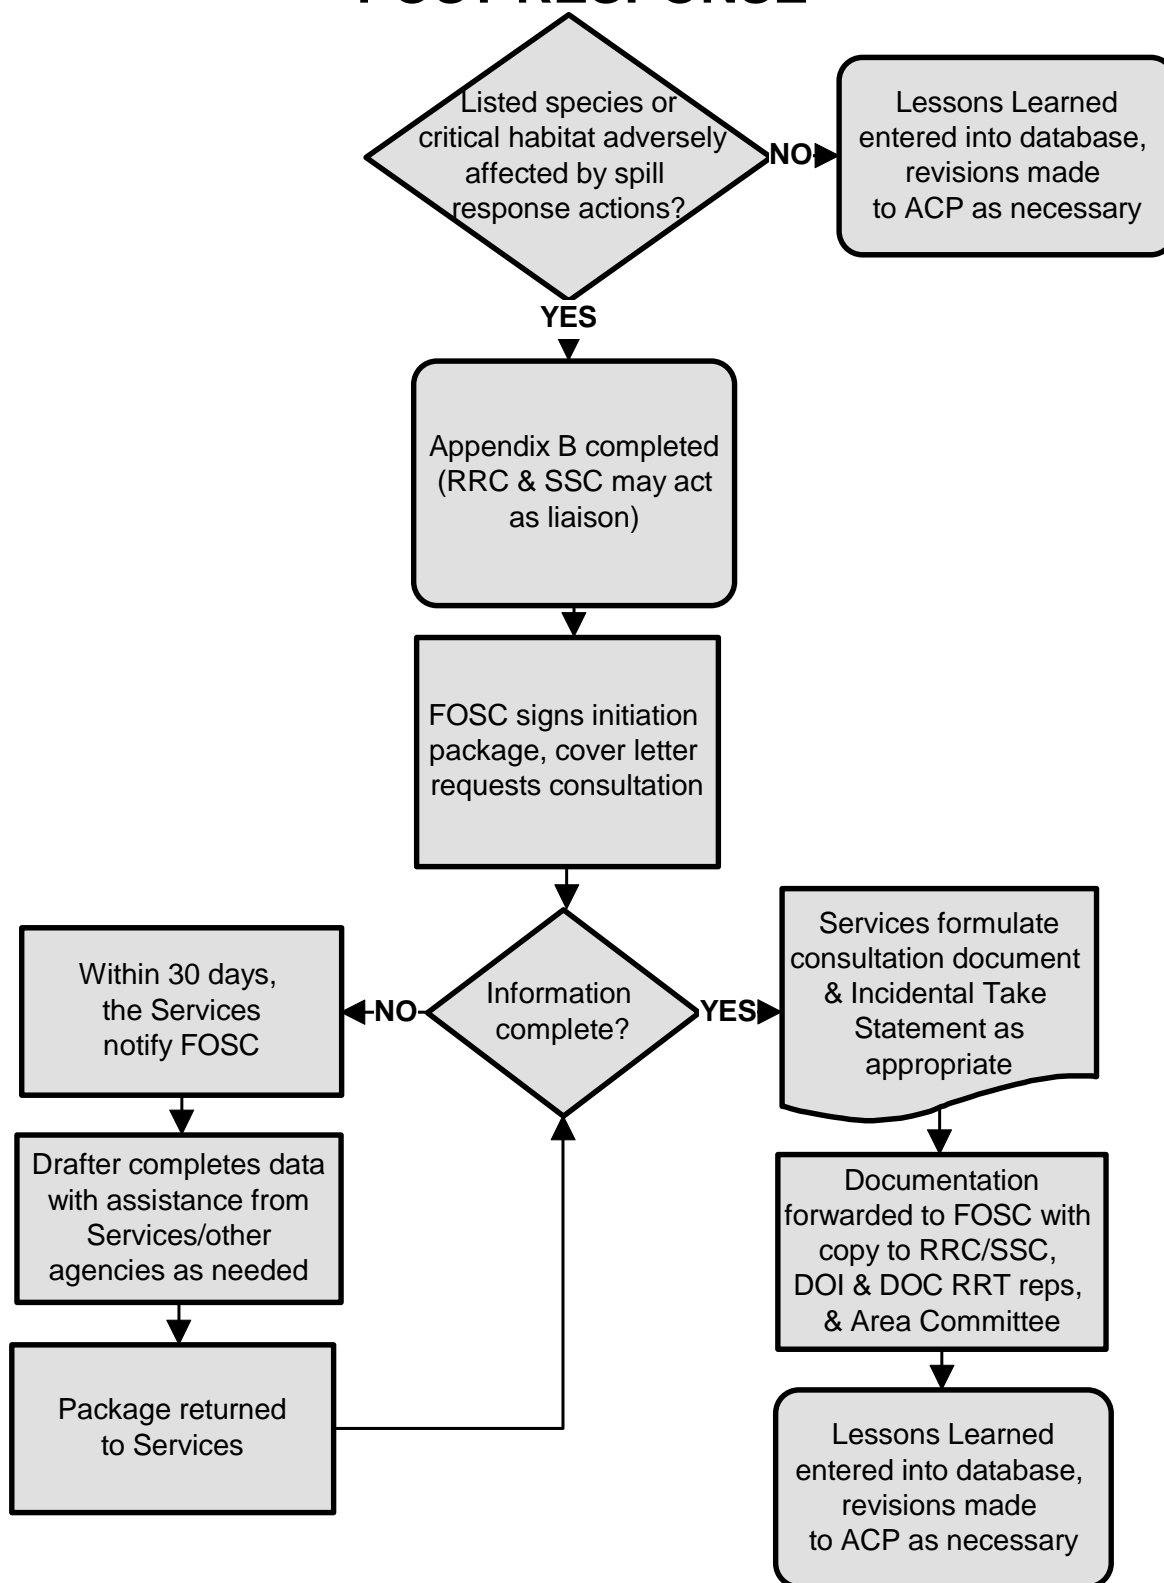 POST RESPONSE
Listed species or
critical habitat adversely
affected by spill
response actions?
NO
Lessons Learned
entered into database,
revisions made
to ACP as necessary
YES
Appendix B completed
(RRC & SSC may act
as liaison)
FOSC signs initiation
package, cover letter
requests consultation
Information
complete?
NO
Within 30 days,
the Services
notify FOSC
Drafter completes data
with assistance from
Services/other
agencies as needed
Package returned
to Services
YES
Services formulate
consultation document
& Incidental Take
Statement as
appropriate
Documentation
forwarded to FOSC with
copy to RRC/SSC,
DOI & DOC RRT reps,
& Area Committee
Lessons Learned
entered into database,
revisions made
to ACP as necessary